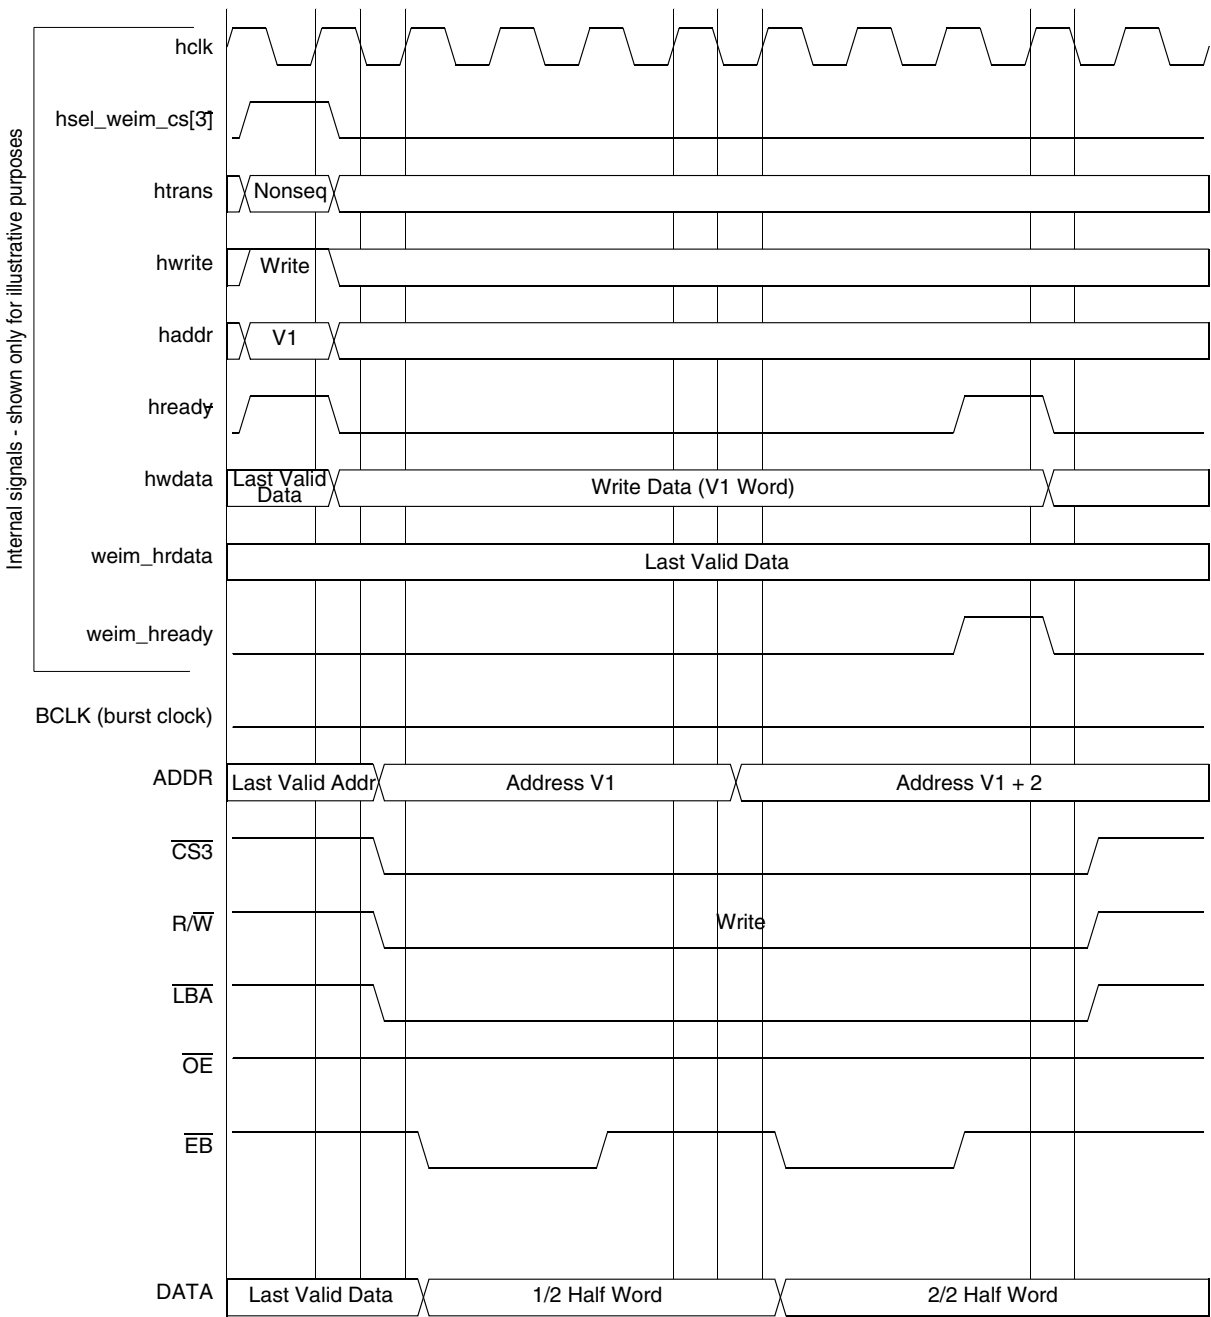 Internal signals - shown only for illustrative purposes
hclk
hsel_weim_cs[3]
htrans
Nonseq
hwrite
Write
haddr
V1
hready
hwdata
Last Valid
Data
Write Data (V1 Word)
weim_hrdata
Last Valid Data
weim_hready
BCLK (burst clock)
ADDR
Last Valid Addr
Address V1
Address V1 + 2
CS3
R/W
Write
LBA
OE
EB
DATA
Last Valid Data
1/2 Half Word
2/2 Half Word